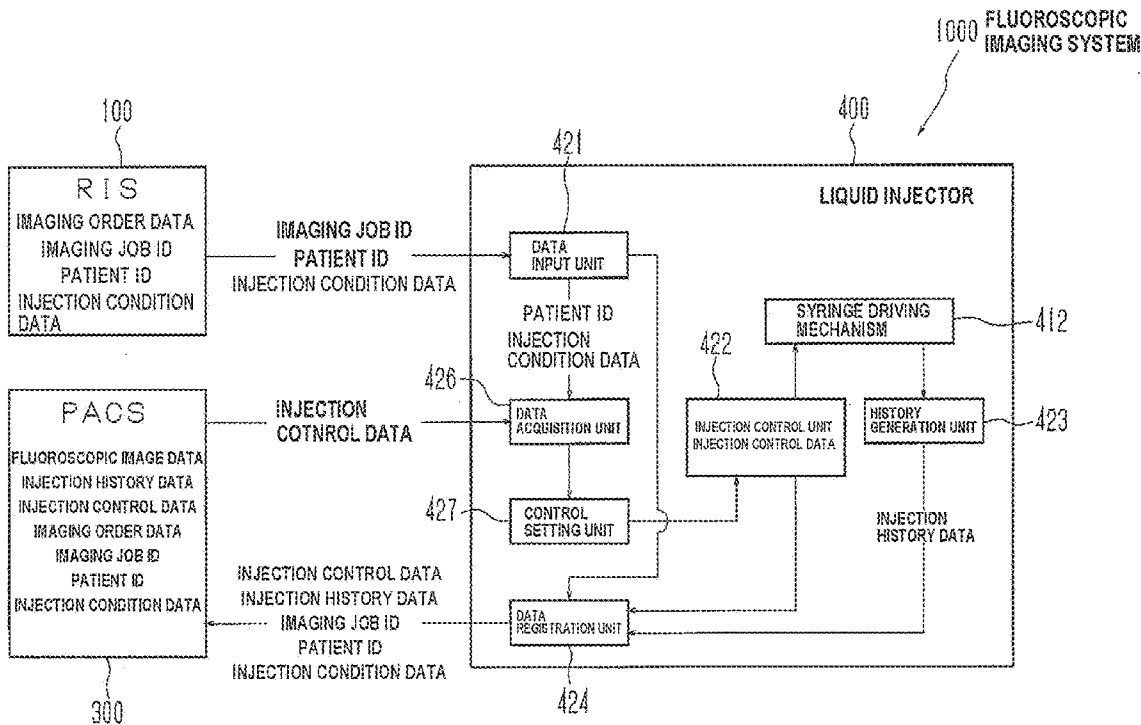 1000
FLUOROSCOPIC
IMAGING SYSTEM
100
RIS
IMAGING ORDER DATA
IMAGING JOB ID
PATIENT ID
INJECTION CONDITION
DATA
IMAGING JOB ID
PATIENT ID
INJECTION CONDITION DATA
400
LIQUID INJECTOR
421
DATA
INPUT UNIT
PATIENT ID
INJECTION
CONDITION DATA
SYRINGE DRIVING
MECHANISM
412
422
426
PACS
FLUOROSCOPIC IMAGE DATA
INJECTION HISTORY DATA
INJECTION CONTROL DATA
IMAGING ORDER DATA
IMAGING JOB ID
PATIENT ID
INJECTION CONDITION DATA
300
INJECTION
COTNROL DATA
DATA
ACQUISITION UNIT
INJECTION CONTROL UNIT
INJECTION CONTROL DATA
HISTORY
GENERATION UNIT
423
427
CONTROL
SETTING UNIT
INJECTION
HISTORY DATA
INJECTION CONTROL DATA
INJECTION HISTORY DATA
IMAGING JOB ID
PATIENT ID
INJECTION CONDITION DATA
DATA
REGISTRATION UNIT
424